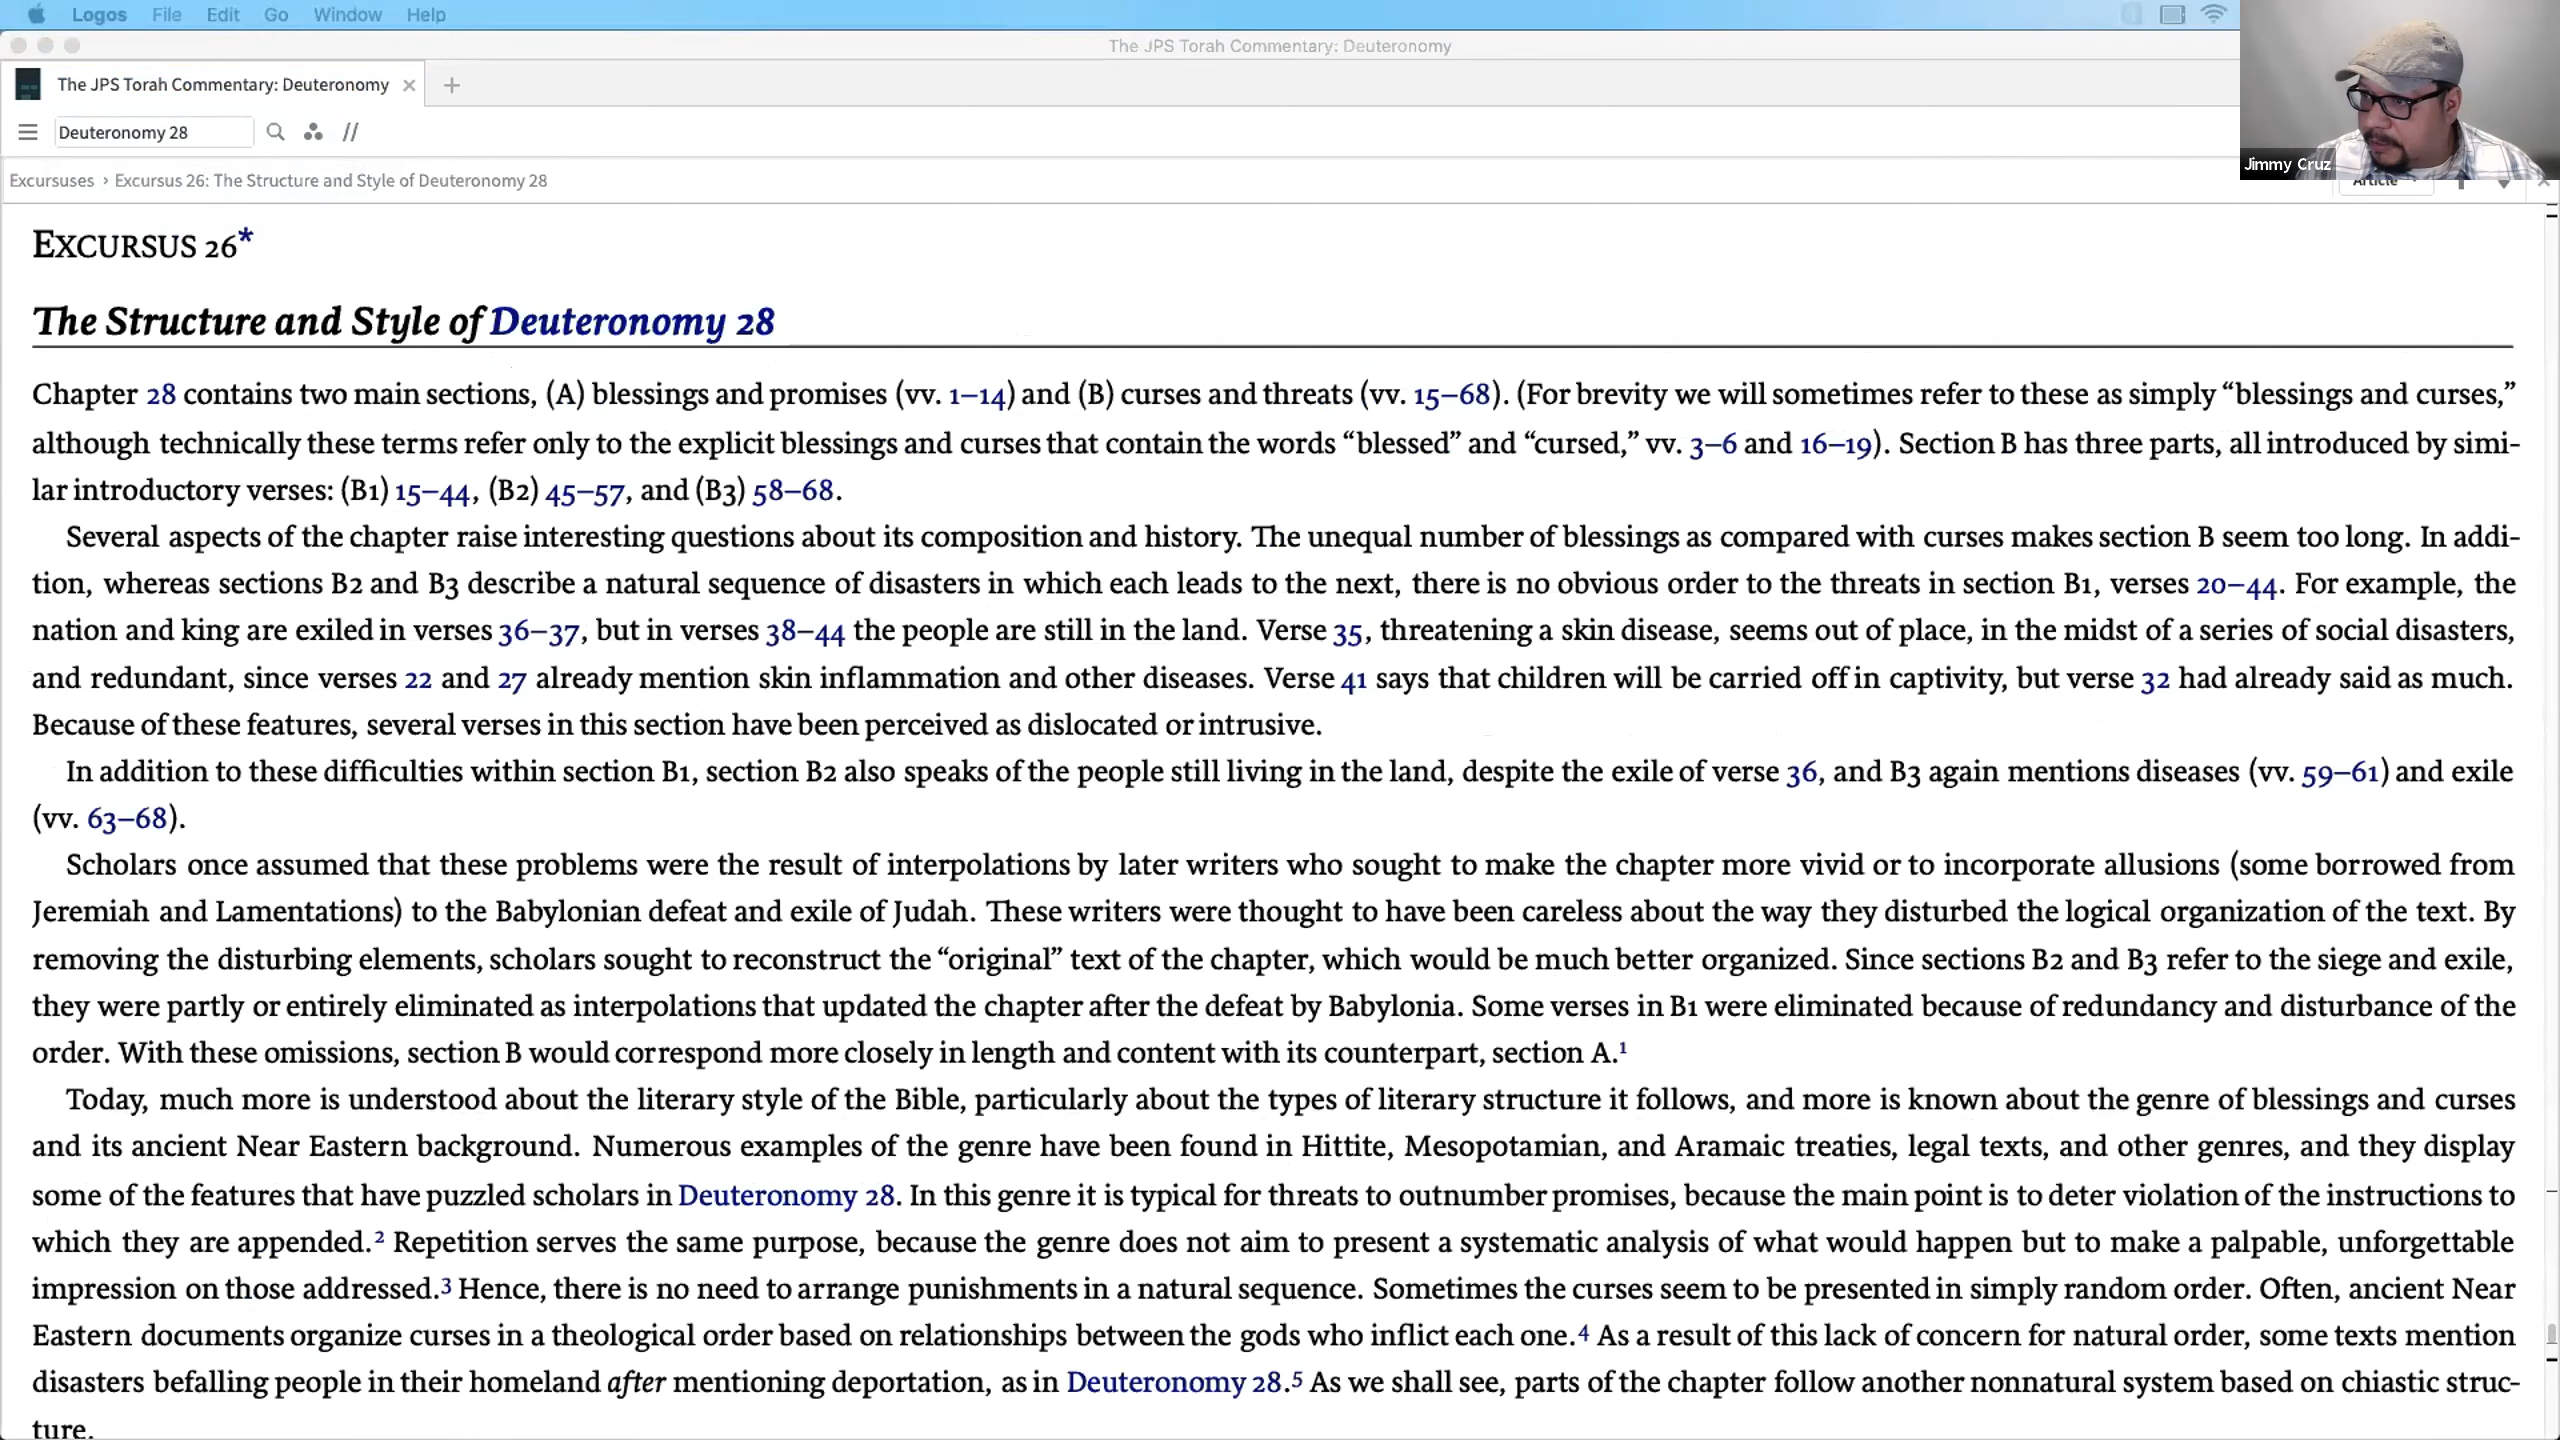 Logos File Edit Go Window Help
The JPS Torah Commentary: Deuteronomy
The JPS Torah Commentary: Deuteronomy
Deuteronomy 28
Jimmy Cruz
Excursuses › Excursus 26: The Structure and Style of Deuteronomy 28
Article
EXCURSUS 26*
The Structure and Style of Deuteronomy 28
Chapter 28 contains two main sections, (A) blessings and promises (vv. 1–14) and (B) curses and threats (vv. 15–68). (For brevity we will sometimes refer to these as simply “blessings and curses,”
although technically these terms refer only to the explicit blessings and curses that contain the words “blessed” and “cursed,” vv. 3–6 and 16–19). Section B has three parts, all introduced by simi-
lar introductory verses: (B1) 15–44, (B2) 45–57, and (B3) 58–68.
Several aspects of the chapter raise interesting questions about its composition and history. The unequal number of blessings as compared with curses makes section B seem too long. In addi-
tion, whereas sections B2 and B3 describe a natural sequence of disasters in which each leads to the next, there is no obvious order to the threats in section B1, verses 20–44. For example, the
nation and king are exiled in verses 36–37, but in verses 38–44 the people are still in the land. Verse 35, threatening a skin disease, seems out of place, in the midst of a series of social disasters,
and redundant, since verses 22 and 27 already mention skin inflammation and other diseases. Verse 41 says that children will be carried off in captivity, but verse 32 had already said as much.
Because of these features, several verses in this section have been perceived as dislocated or intrusive.
In addition to these difficulties within section B1, section B2 also speaks of the people still living in the land, despite the exile of verse 36, and B3 again mentions diseases (vv. 59–61) and exile
(vv. 63–68).
Scholars once assumed that these problems were the result of interpolations by later writers who sought to make the chapter more vivid or to incorporate allusions (some borrowed from
Jeremiah and Lamentations) to the Babylonian defeat and exile of Judah. These writers were thought to have been careless about the way they disturbed the logical organization of the text. By
removing the disturbing elements, scholars sought to reconstruct the “original” text of the chapter, which would be much better organized. Since sections B2 and B3 refer to the siege and exile,
they were partly or entirely eliminated as interpolations that updated the chapter after the defeat by Babylonia. Some verses in B1 were eliminated because of redundancy and disturbance of the
order. With these omissions, section B would correspond more closely in length and content with its counterpart, section A.¹
Today, much more is understood about the literary style of the Bible, particularly about the types of literary structure it follows, and more is known about the genre of blessings and curses
and its ancient Near Eastern background. Numerous examples of the genre have been found in Hittite, Mesopotamian, and Aramaic treaties, legal texts, and other genres, and they display
some of the features that have puzzled scholars in Deuteronomy 28. In this genre it is typical for threats to outnumber promises, because the main point is to deter violation of the instructions to
which they are appended.² Repetition serves the same purpose, because the genre does not aim to present a systematic analysis of what would happen but to make a palpable, unforgettable
impression on those addressed.³ Hence, there is no need to arrange punishments in a natural sequence. Sometimes the curses seem to be presented in simply random order. Often, ancient Near
Eastern documents organize curses in a theological order based on relationships between the gods who inflict each one.⁴ As a result of this lack of concern for natural order, some texts mention
disasters befalling people in their homeland after mentioning deportation, as in Deuteronomy 28.⁵ As we shall see, parts of the chapter follow another nonnatural system based on chiastic struc-
ture.